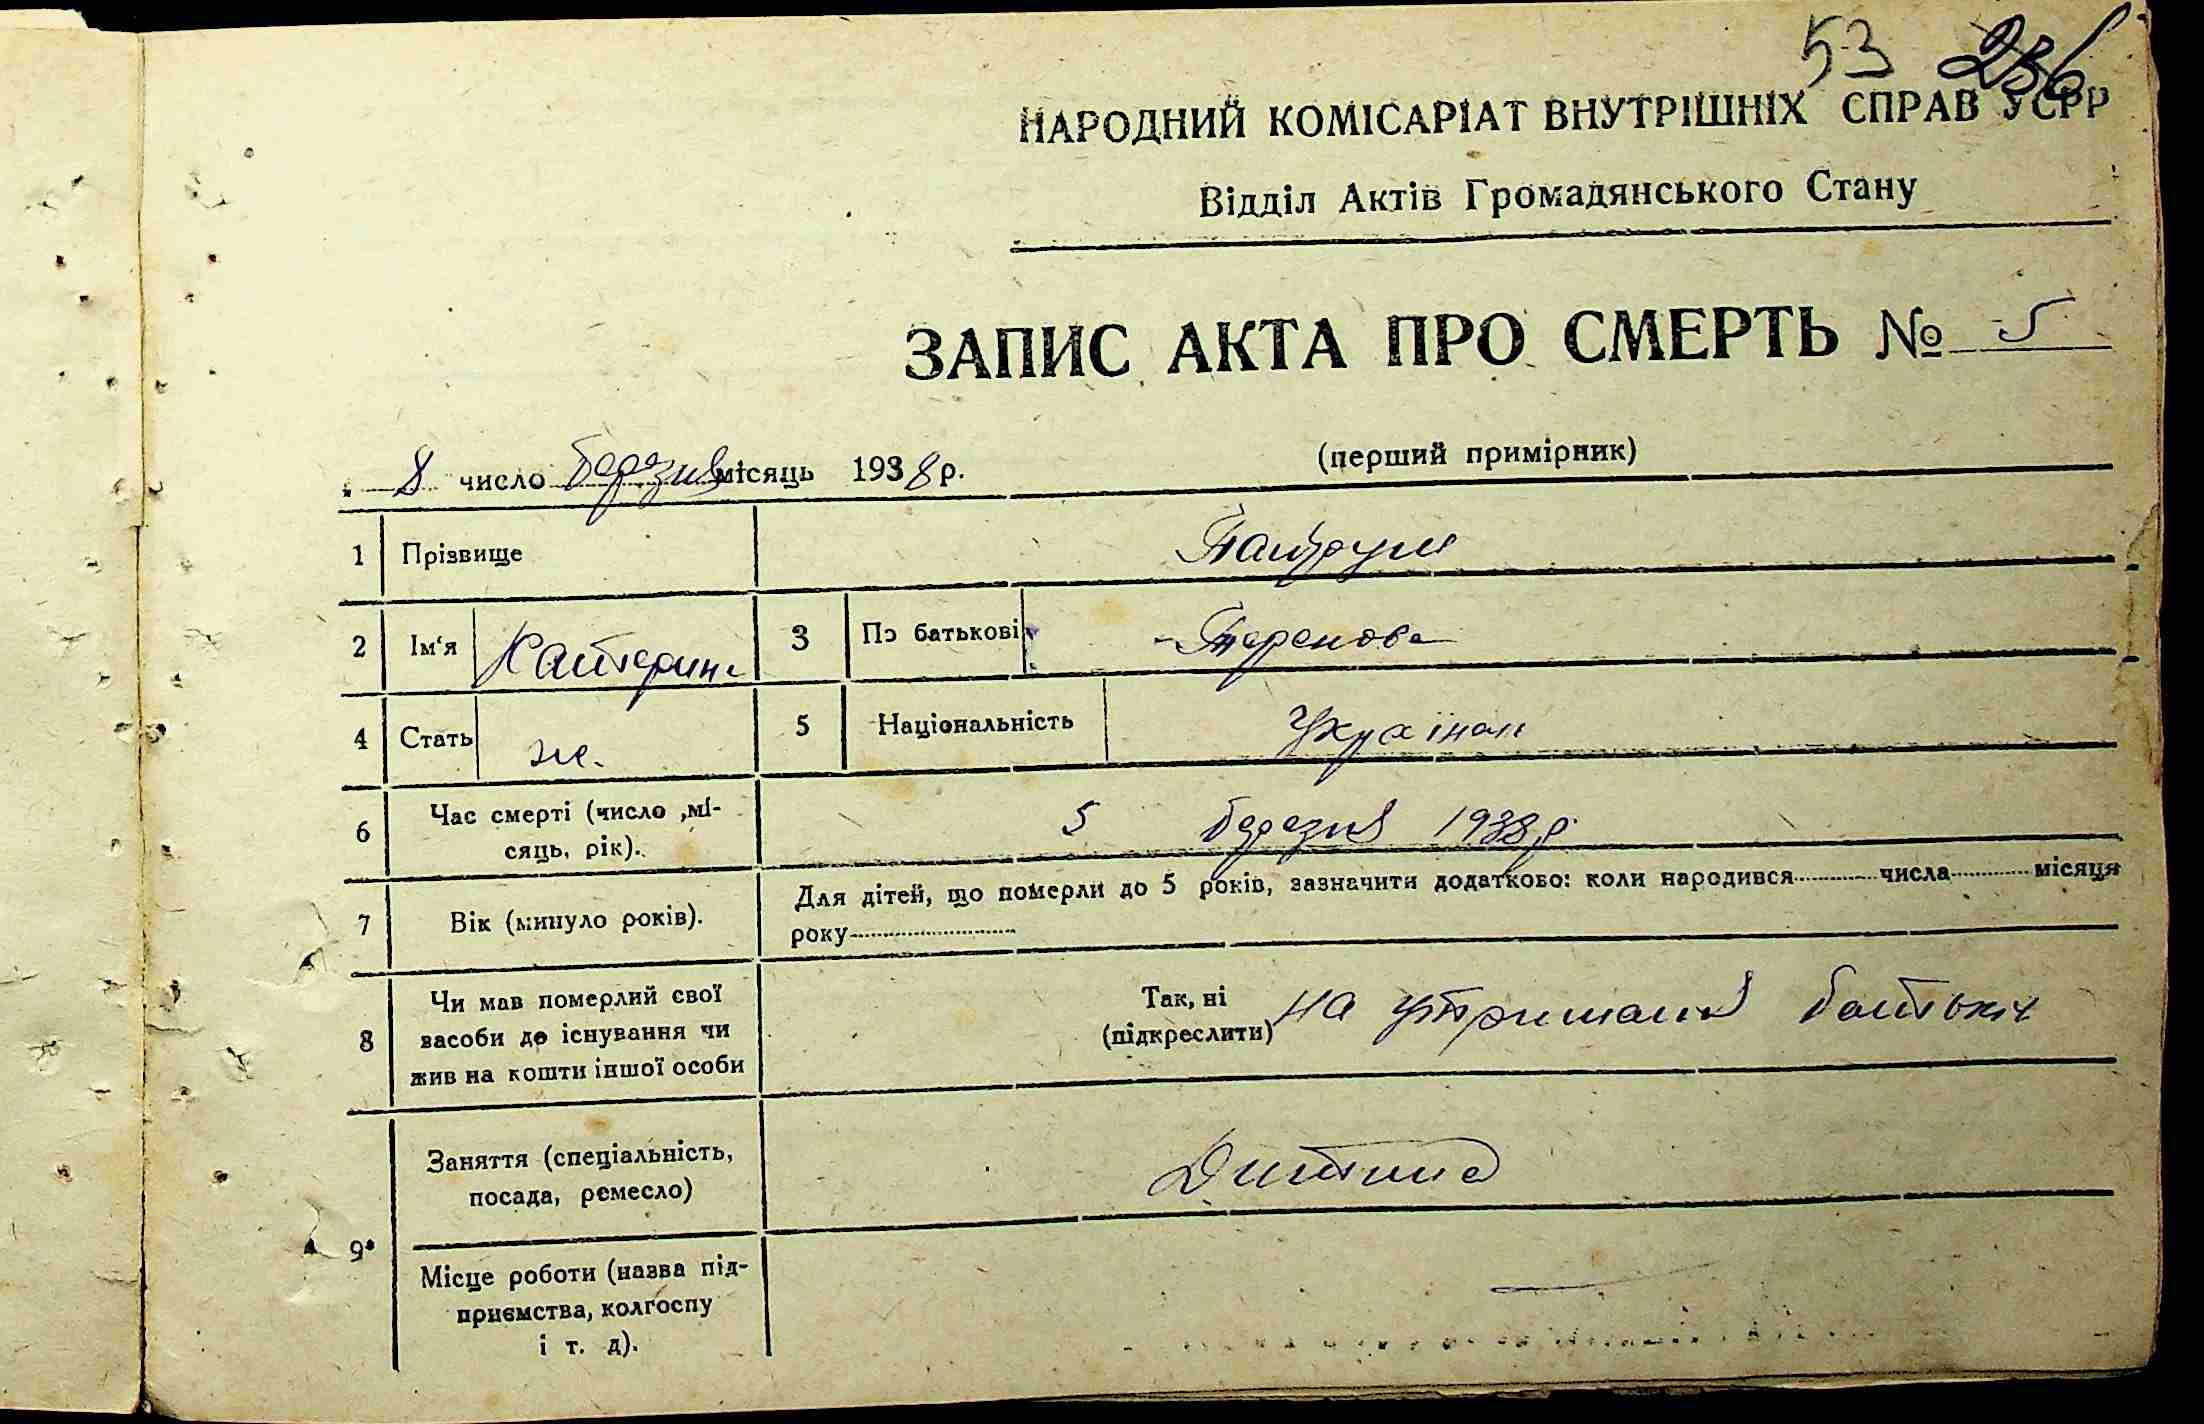 53 236
НАРОДНИЙ КОМІСАРІАТ ВНУТРІШНІХ СПРАВ УСРР
Відділ Актів Громадянського Стану
ЗАПИС АКТА ПРО СМЕРТЬ № 5
(перший примірник)
8 число березня місяць 1938 р.
1 Прізвище
2 Ім'я Катерина 3 По батькові
4 Стать ж. 5 Національність
6 Час смерті (число ,мі-
сяць, рік). 5 березня 1938 р.
7 Вік (минуло років). Для дітей, що померли до 5 років, зазначити додатково: коли народився числа місяця
року
8 Чи мав померлий свої
засоби до існування чи
жив на кошти іншої особи
Так, ні
(підкреслити) на утриманні батьків
9 Заняття (спеціальність,
посада, ремесло) Дитина
Місце роботи (назва під-
приємства, колгоспу
і т. д). —